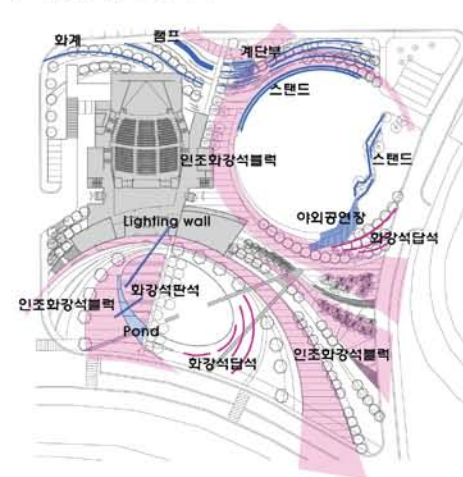 램프
화계
계단부
스탠드
인조화강석블럭
스탠드
야외공연장
Lighting wall
화강석답석
화강석판석
인조화강석블럭
Pond
인조화강석블럭
화강석답석